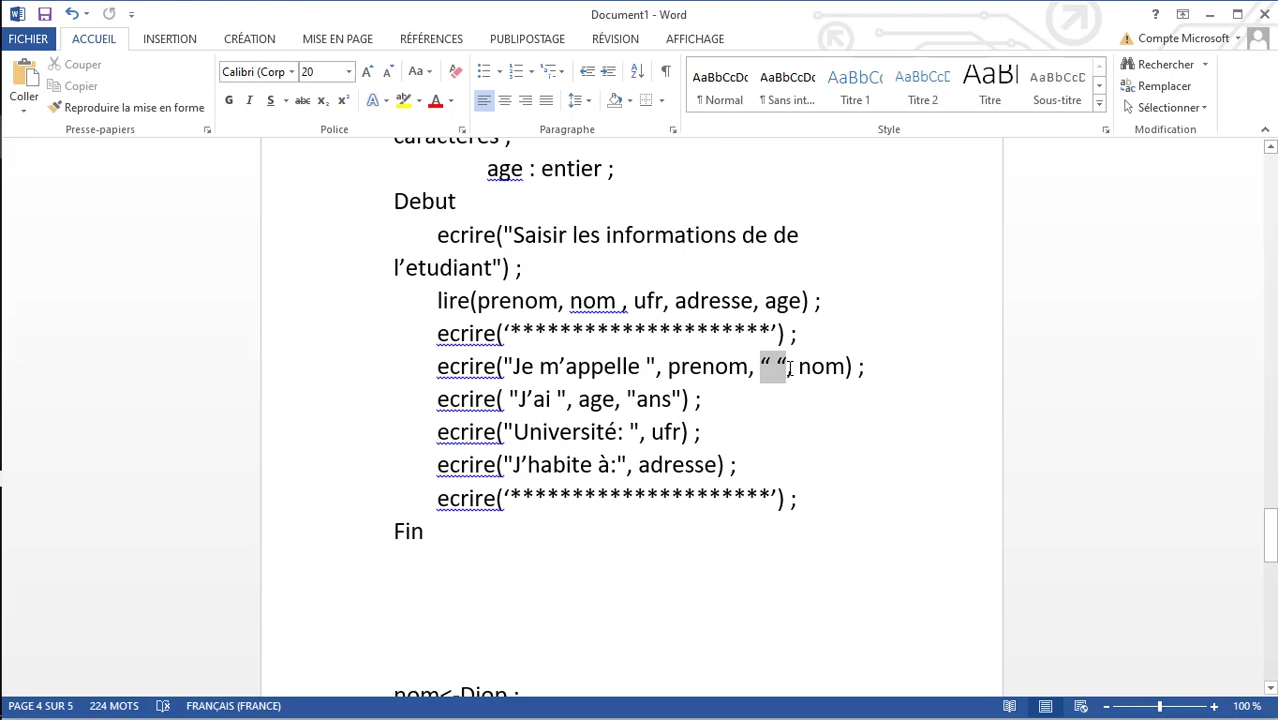 Document1 - Word
FICHIER ACCUEIL INSERTION CRÉATION MISE EN PAGE RÉFÉRENCES PUBLIPOSTAGE RÉVISION AFFICHAGE Compte Microsoft
Coller
Couper
Copier
Reproduire la mise en forme
Calibri (Corp 20
AaBbCcDc AaBbCcDc AaBbCc AaBbCcD AaBl AaBbCcD
¶ Normal ¶ Sans int... Titre 1 Titre 2 Titre Sous-titre
Rechercher
Remplacer
Sélectionner
Presse-papiers Police Paragraphe Style Modification
caractères ;
age : entier ;
Debut
ecrire("Saisir les informations de de
l’etudiant") ;
lire(prenom, nom , ufr, adresse, age) ;
ecrire(‘*********************’) ;
ecrire("Je m’appelle ", prenom, “ “, nom) ;
ecrire( "J’ai ", age, "ans") ;
ecrire("Université: ", ufr) ;
ecrire("J’habite à:", adresse) ;
ecrire(‘*********************’) ;
Fin
nom<-Diop ;
PAGE 4 SUR 5 224 MOTS FRANÇAIS (FRANCE) 100 %